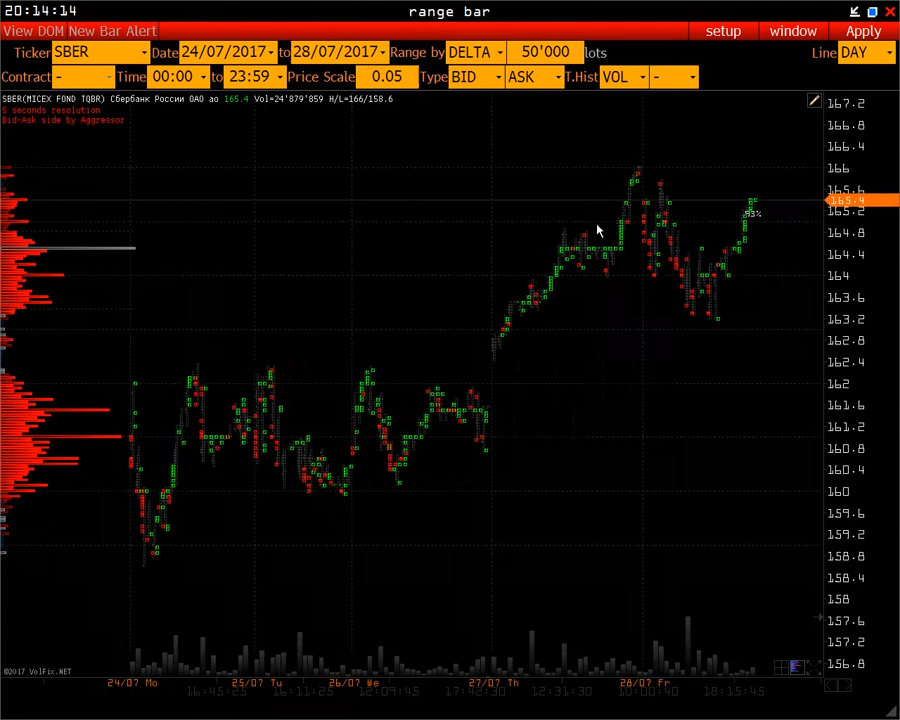 20:14:14 range bar
View DOM New Bar Alert setup window Apply
Ticker SBER Date 24/07/2017 to 28/07/2017 Range by DELTA 50'000 lots Line DAY
Contract - Time 00:00 to 23:59 Price Scale 0.05 Type BID ASK T.Hist VOL -
SBER(MICEX FOND TQBR) Сбербанк России ОАО ао 165.4 Vol=24'879'859 H/L=166/158.6
5 seconds resolution
Bid-Ask side by Aggressor
167.2
166.8
166.4
166
165.6
165.4
165.2
93%
164.8
164.4
164
163.6
163.2
162.8
162.4
162
161.6
161.2
160.8
160.4
160
159.6
159.2
158.8
158.4
158
157.6
157.2
156.8
©2017 VolFix.NET
24/07 Mo 25/07 Tu 26/07 We 27/07 Th 28/07 Fr
16:45:25 16:11:25 12:09:45 17:42:30 12:31:30 10:00:40 18:15:45